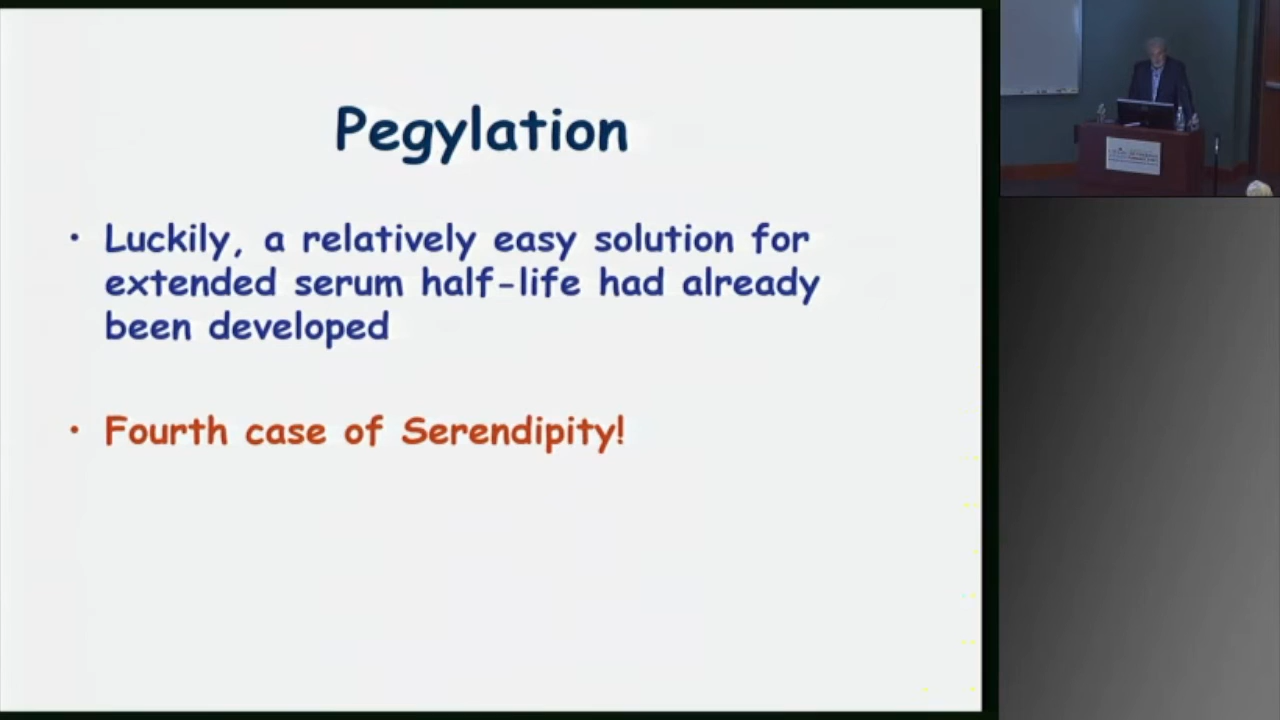 Pegylation
• Luckily, a relatively easy solution for
extended serum half-life had already
been developed
• Fourth case of Serendipity!